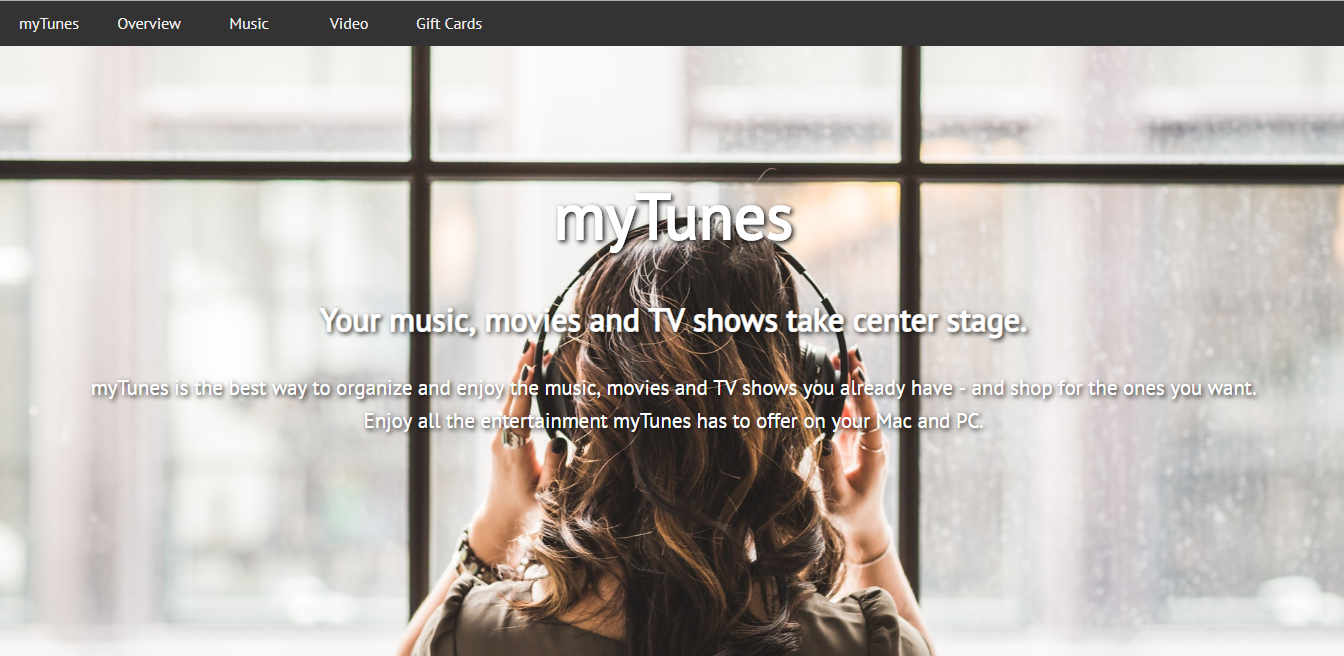 myTunes Overview Music Video Gift Cards
myTunes
Your music, movies and TV shows take center stage.
myTunes is the best way to organize and enjoy the music, movies and TV shows you already have - and shop for the ones you want.
Enjoy all the entertainment myTunes has to offer on your Mac and PC.